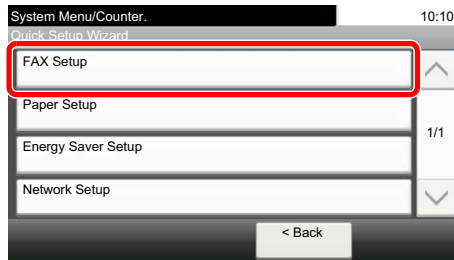 System Menu/Counter.
10:10
Quick Setup Wizard
FAX Setup
Paper Setup
1/1
Energy Saver Setup
Network Setup
< Back